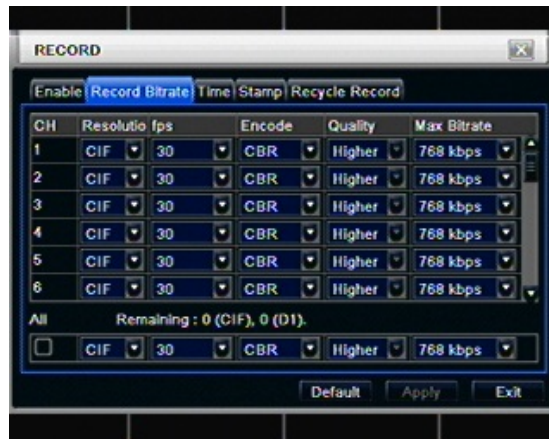 RECORD
Enable Record Bitrate Time Stamp Recycle Record
CH Resolutio fps Encode Quality Max Bitrate
1 CIF 30 CBR Higher 768 kbps
2 CIF 30 CBR Higher 768 kbps
3 CIF 30 CBR Higher 768 kbps
4 CIF 30 CBR Higher 768 kbps
5 CIF 30 CBR Higher 768 kbps
6 CIF 30 CBR Higher 768 kbps
All Remaining : 0 (CIF), 0 (D1).
CIF 30 CBR Higher 768 kbps
Default Apply Exit